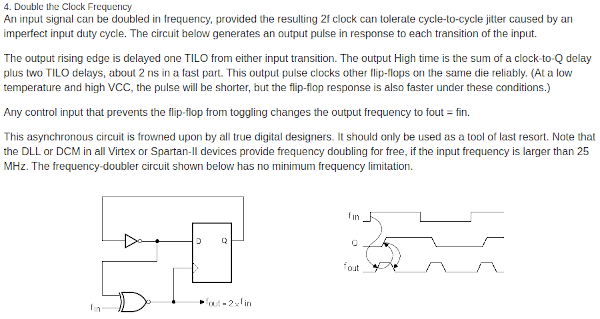 4. Double the Clock Frequency
An input signal can be doubled in frequency, provided the resulting 2f clock can tolerate cycle-to-cycle jitter caused by an
imperfect input duty cycle. The circuit below generates an output pulse in response to each transition of the input.
The output rising edge is delayed one TILO from either input transition. The output High time is the sum of a clock-to-Q delay
plus two TILO delays, about 2 ns in a fast part. This output pulse clocks other flip-flops on the same die reliably. (At a low
temperature and high VCC, the pulse will be shorter, but the flip-flop response is also faster under these conditions.)
Any control input that prevents the flip-flop from toggling changes the output frequency to fout = fin.
This asynchronous circuit is frowned upon by all true digital designers. It should only be used as a tool of last resort. Note that
the DLL or DCM in all Virtex or Spartan-II devices provide frequency doubling for free, if the input frequency is larger than 25
MHz. The frequency-doubler circuit shown below has no minimum frequency limitation.
D Q
fin
fout = 2 x fin
fin
Q
fout